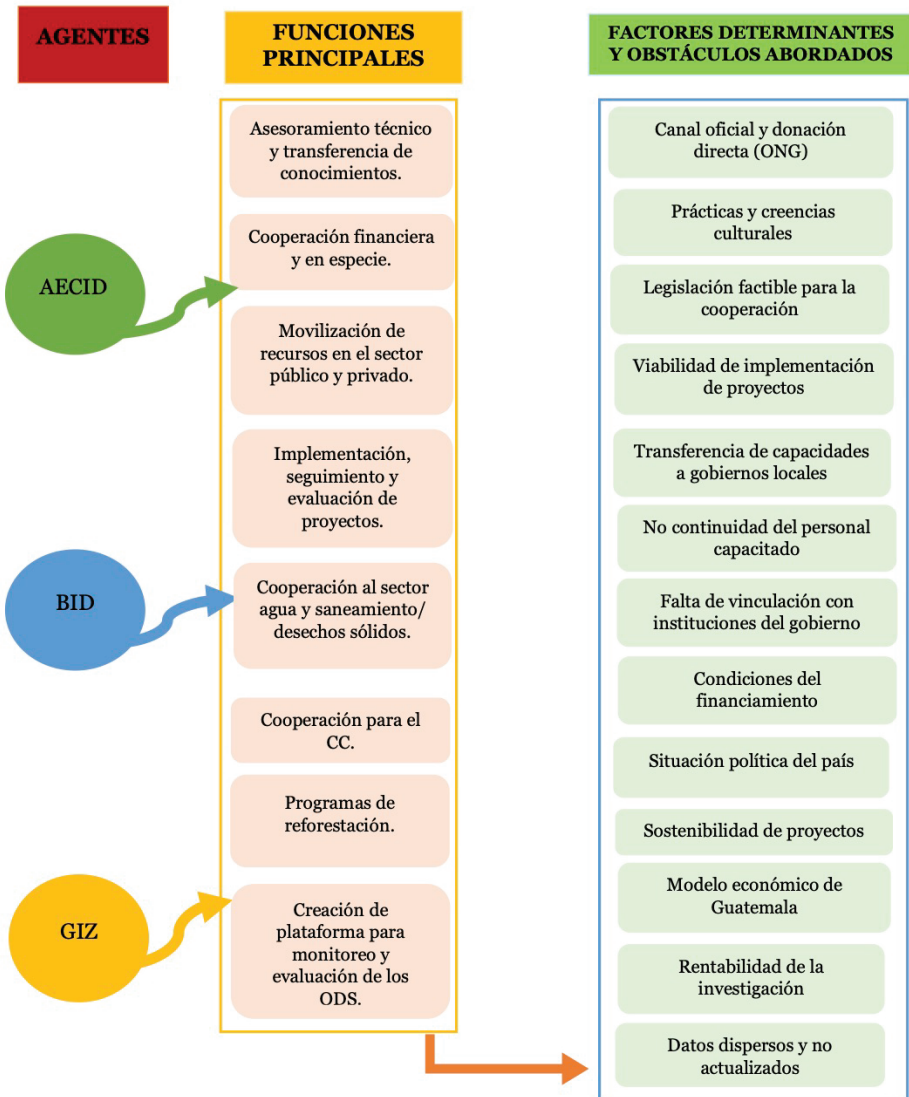 AGENTES
AECID
BID
GIZ
FUNCIONES
PRINCIPALES
Asesoramiento técnico
y transferencia de
conocimientos.
Cooperación financiera
y en especie.
Movilización de
recursos en el sector
público y privado.
Implementación,
seguimiento y
evaluación de
proyectos.
Cooperación al sector
agua y saneamiento/
desechos sólidos.
Cooperación para el
CC.
Programas de
reforestación.
Creación de
plataforma para
monitoreo y
evaluación de los
ODS.
FACTORES DETERMINANTES
Y OBSTÁCULOS ABORDADOS
Canal oficial y donación
directa (ONG)
Prácticas y creencias
culturales
Legislación factible para la
cooperación
Viabilidad de implementación
de proyectos
Transferencia de capacidades
a gobiernos locales
No continuidad del personal
capacitado
Falta de vinculación con
instituciones del gobierno
Condiciones del
financiamiento
Situación política del país
Sostenibilidad de proyectos
Modelo económico de
Guatemala
Rentabilidad de la
investigación
Datos dispersos y no
actualizados